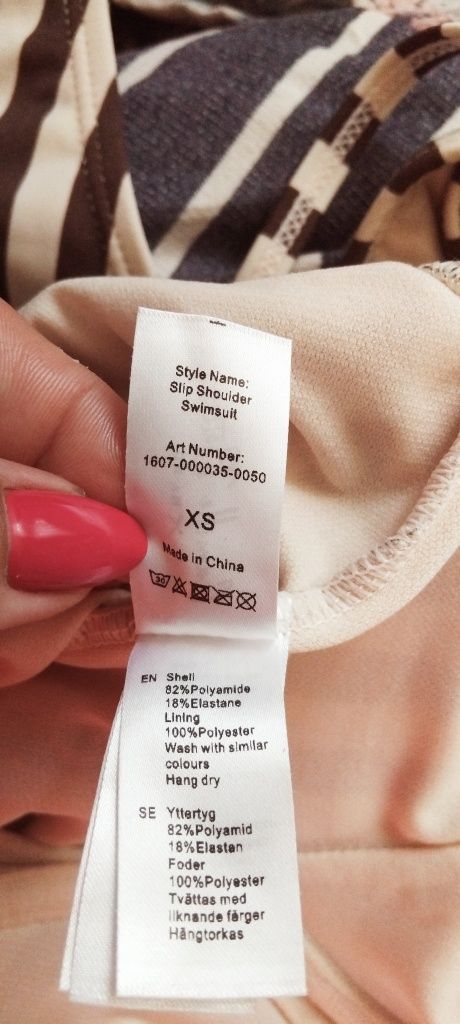 Style Name:
Slip Shoulder
Swimsuit
Art Number:
1607-000035-0050
XS
Made in China
30
EN Shell
82%Polyamide
18%Elastane
Lining
100%Polyester
Wash with similar
colours
Hang dry
SE Yttertyg
82%Polyamid
18%Elastan
Foder
100%Polyester
Tvättas med
liknande färger
Hängtorkas